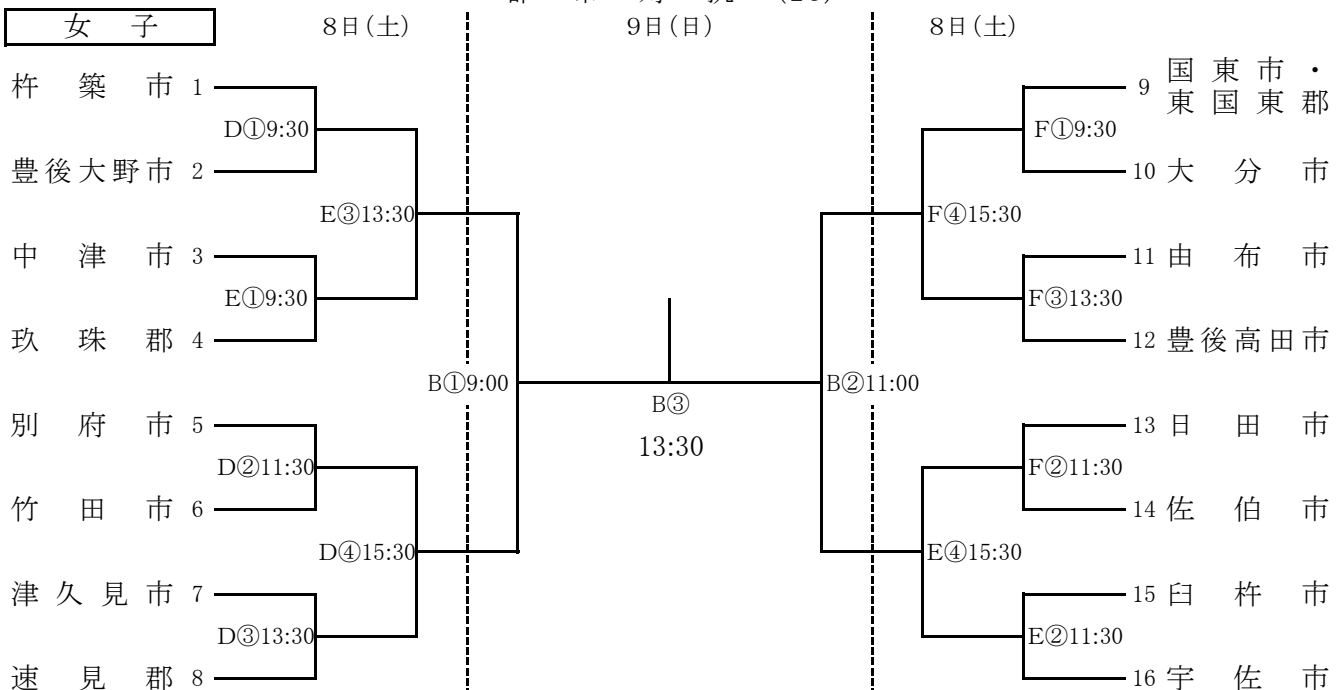 女 子
8日(土)
9日(日)
8日(土)
杵 築 市 1
D①9:30
豊後大野市 2
E③13:30
中 津 市 3
E①9:30
玖 珠 郡 4
B①9:00
別 府 市 5
D②11:30
竹 田 市 6
D④15:30
津久見市 7
D③13:30
速 見 郡 8
B③
13:30
9 国東市・
東国東郡
F①9:30
10 大 分 市
F④15:30
11 由 布 市
F③13:30
12 豊後高田市
B②11:00
13 日 田 市
F②11:30
14 佐 伯 市
E④15:30
15 臼 杵 市
E②11:30
16 宇 佐 市